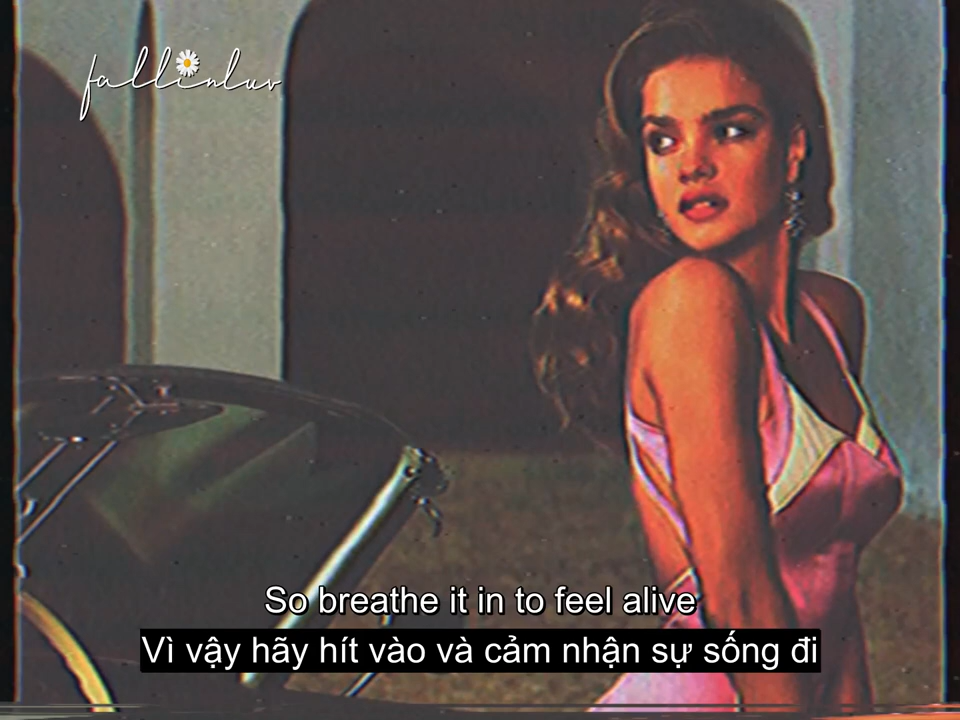 fallinluv
So breathe it in to feel alive
Vì vậy hãy hít vào và cảm nhận sự sống đi